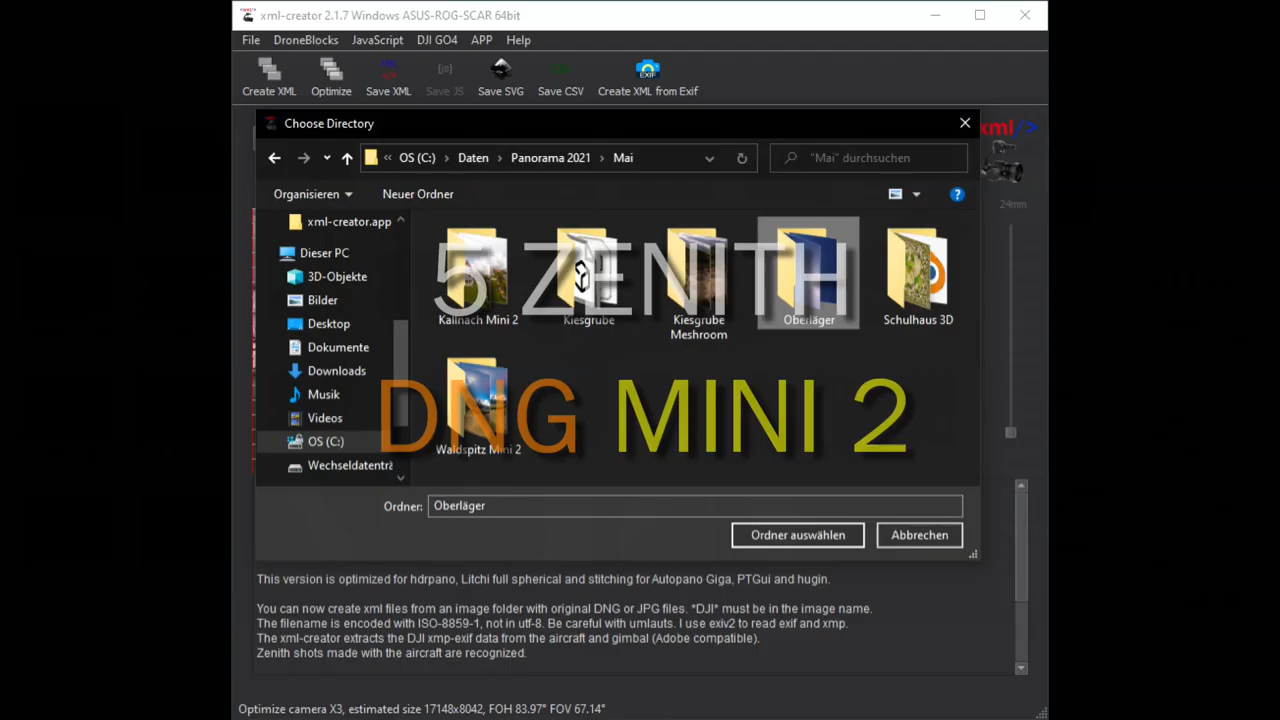 xml-creator 2.1.7 Windows ASUS-ROG-SCAR 64bit
File DroneBlocks JavaScript DJI GO4 APP Help
Create XML Optimize Save XML Save JS Save SVG Save CSV Create XML from Exif
Choose Directory
xml/>
« OS (C:) › Daten › Panorama 2021 › Mai
"Mai" durchsuchen
24mm
Organisieren Neuer Ordner
xml-creator.app
Dieser PC
3D-Objekte
Bilder
Desktop
Dokumente
Downloads
Musik
Videos
OS (C:)
Wechseldatenträ
5 ZENITH
Kallnach Mini 2
Kiesgrube
Kiesgrube Meshroom
Oberläger
Schulhaus 3D
DNG MINI 2
Waldspitz Mini 2
Ordner: Oberläger
Ordner auswählen Abbrechen
This version is optimized for hdrpano, Litchi full spherical and stitching for Autopano Giga, PTGui and hugin.
You can now create xml files from an image folder with original DNG or JPG files. *DJI* must be in the image name.
The filename is encoded with ISO-8859-1, not in utf-8. Be careful with umlauts. I use exiv2 to read exif and xmp.
The xml-creator extracts the DJI xmp-exif data from the aircraft and gimbal (Adobe compatible).
Zenith shots made with the aircraft are recognized.
Optimize camera X3, estimated size 17148x8042, FOH 83.97° FOV 67.14°